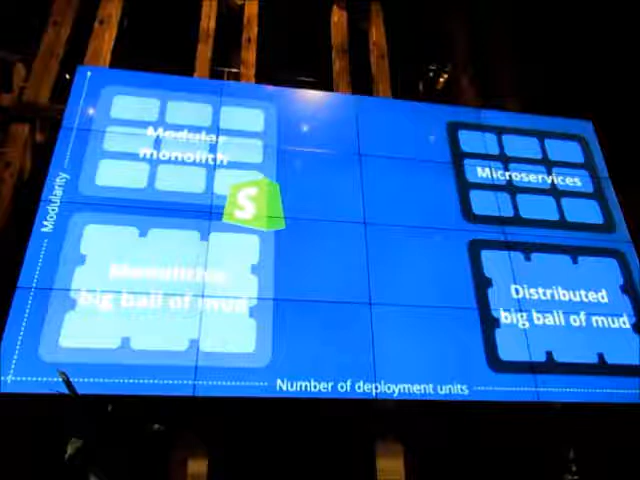 Modular
monolith
Microservices
Modularity
S
Monolithic
big ball of mud
Distributed
big ball of mud
Number of deployment units